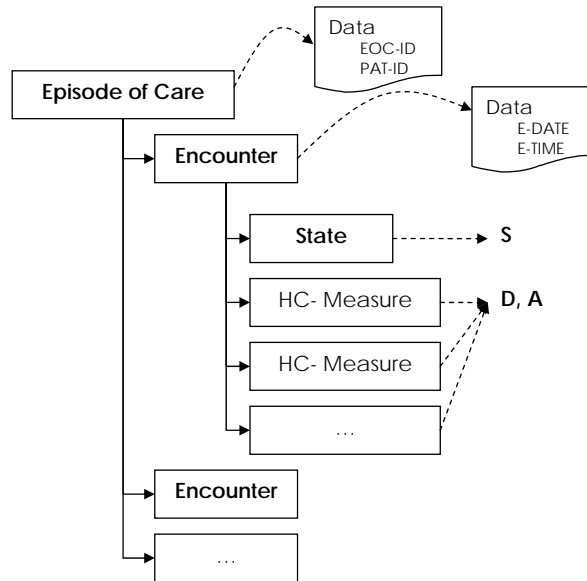 Data
EOC-ID
PAT-ID
Episode of Care
Data
E-DATE
E-TIME
Encounter
State
S
HC- Measure
D, A
HC- Measure
...
Encounter
...